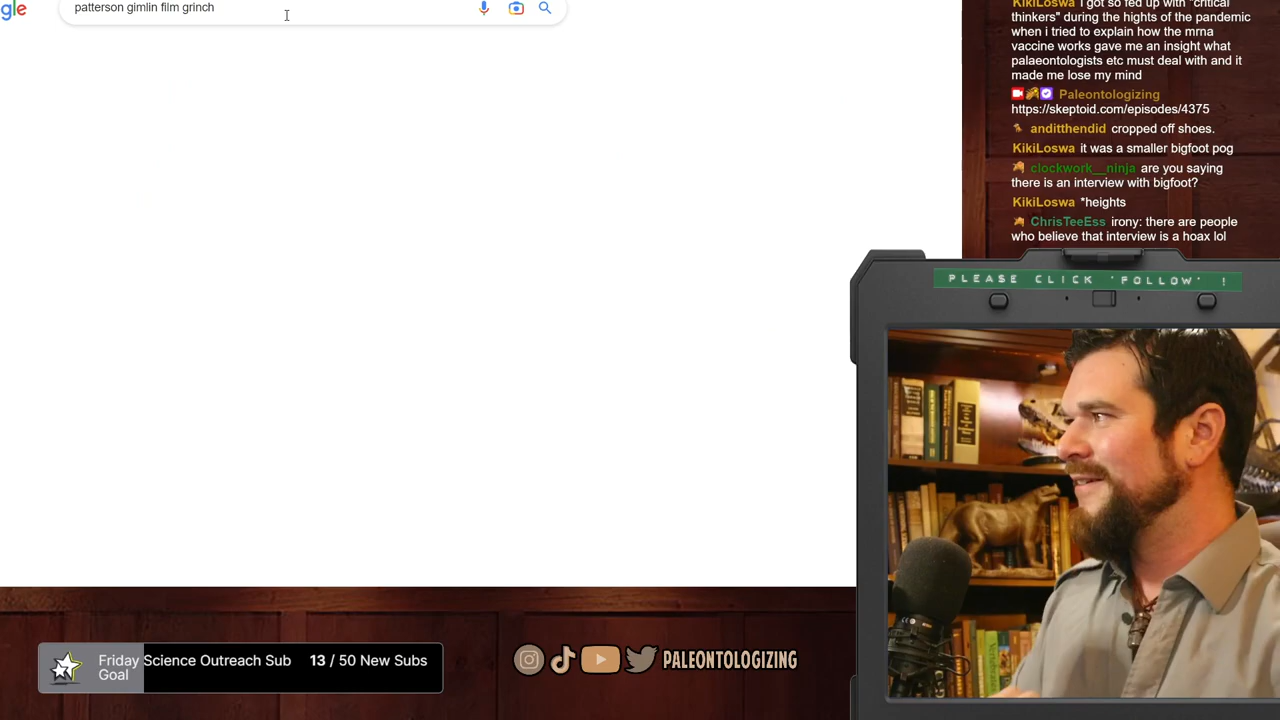 gle
patterson gimlin film grinch
KikiLoswa I got so fed up with "critical
thinkers" during the hights of the pandemic
when i tried to explain how the mrna
vaccine works gave me an insight what
palaeontologists etc must deal with and it
made me lose my mind
Paleontologizing
https://skeptoid.com/episodes/4375
anditthendid cropped off shoes.
KikiLoswa it was a smaller bigfoot pog
clockwork__ninja are you saying
there is an interview with bigfoot?
KikiLoswa *heights
ChrisTeeEss irony: there are people
who believe that interview is a hoax lol
PLEASE CLICK 'FOLLOW' !
Friday Science Outreach Sub
Goal
13 / 50 New Subs
PALEONTOLOGIZING